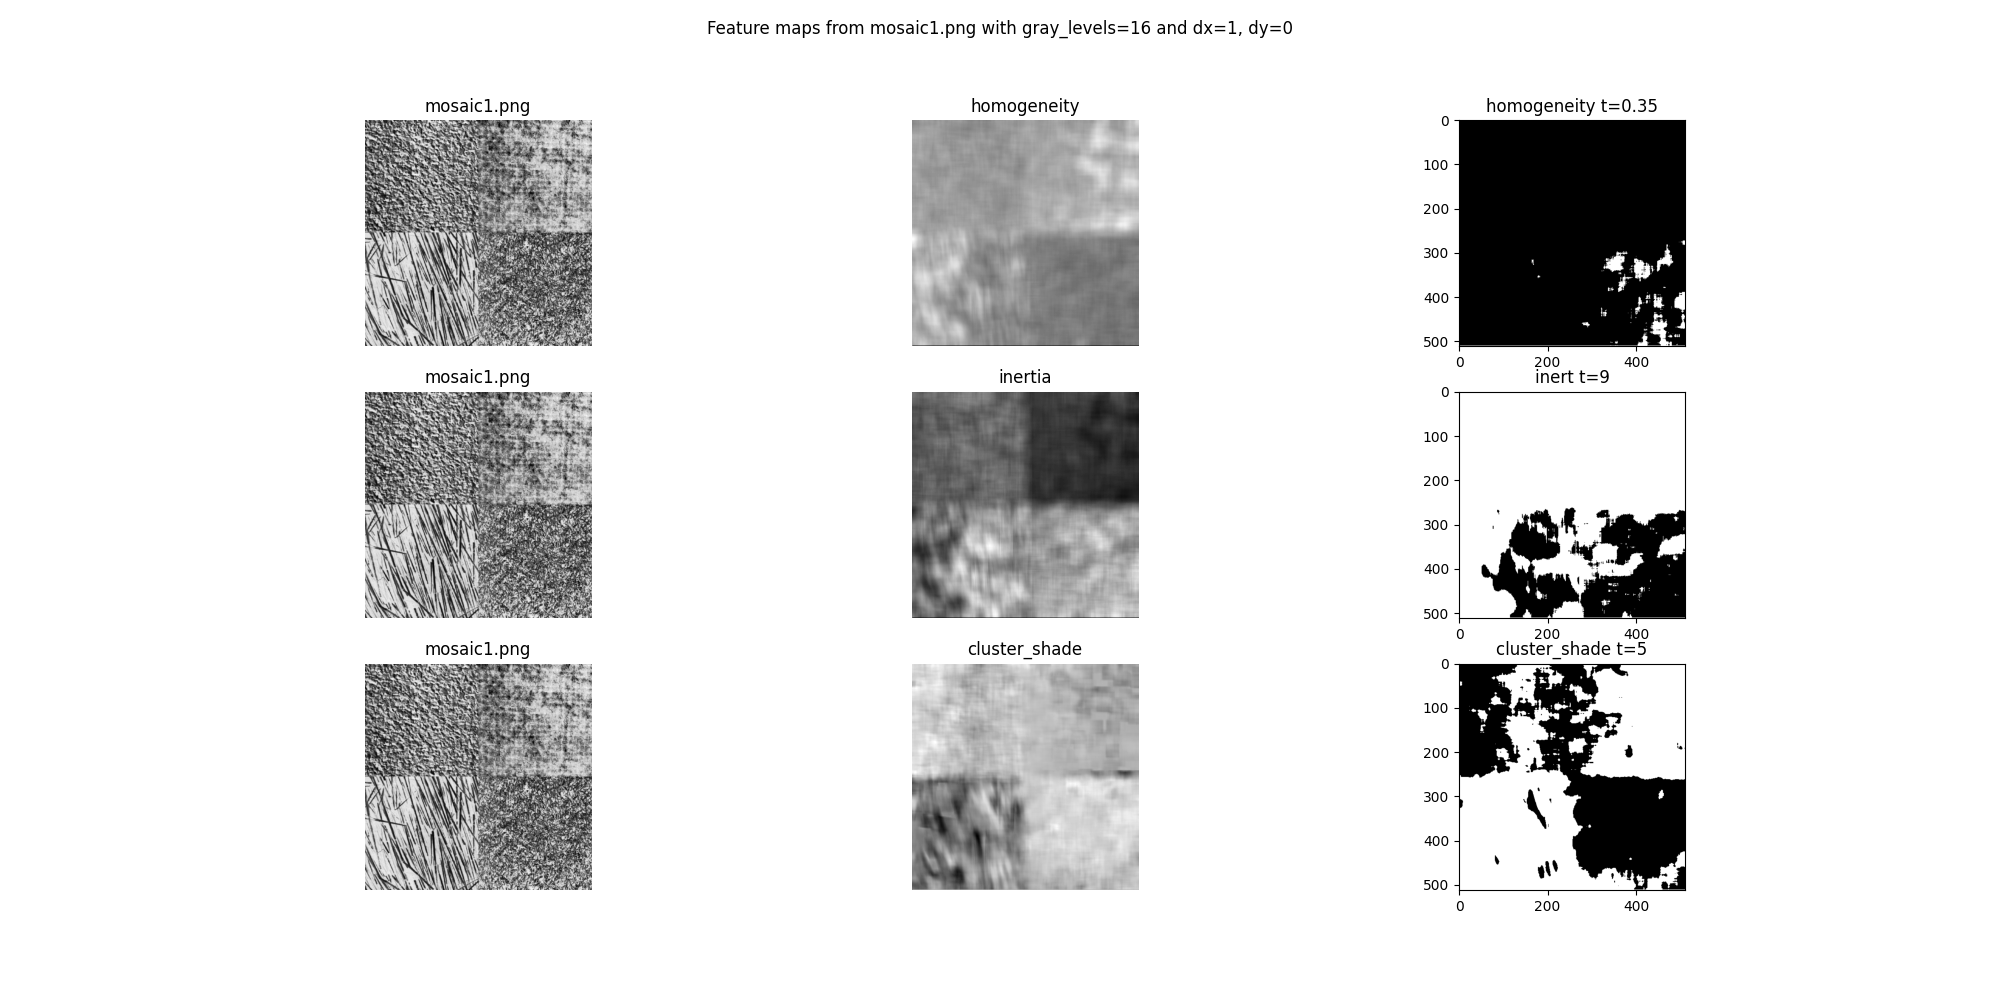 Feature maps from mosaic1.png with gray_levels=16 and dx=1, dy=0
mosaic1.png
homogeneity
homogeneity t=0.35
0
100
200
300
400
500
0
200
400
mosaic1.png
inertia
inert t=9
0
100
200
300
400
500
0
200
400
mosaic1.png
cluster_shade
cluster_shade t=5
0
100
200
300
400
500
0
200
400